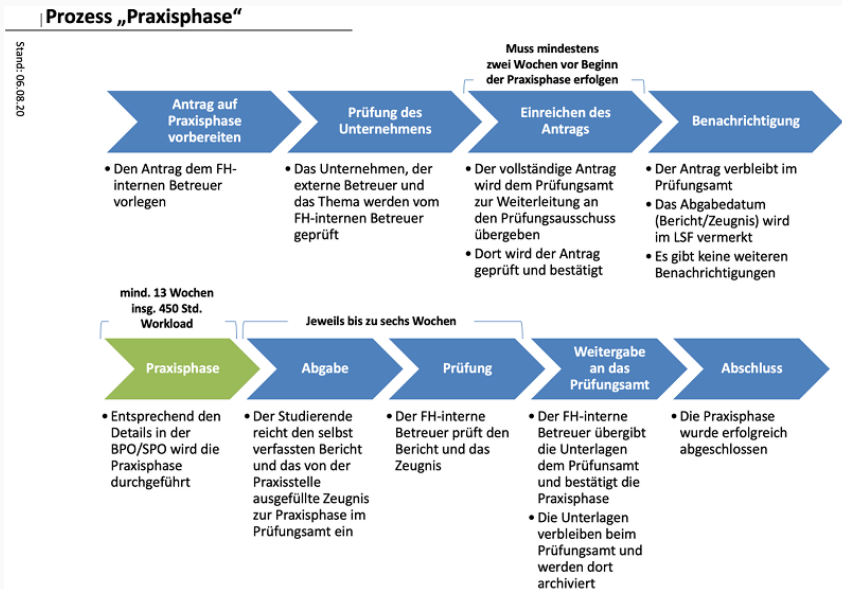 Prozess „Praxisphase“
Stand: 06.08.20
Muss mindestens
zwei Wochen vor Beginn
der Praxisphase erfolgen
Antrag auf
Praxisphase
vorbereiten
• Den Antrag dem FH-
internen Betreuer
vorlegen
Prüfung des
Unternehmens
• Das Unternehmen, der
externe Betreuer und
das Thema werden vom
FH-internen Betreuer
geprüft
Einreichen des
Antrags
• Der vollständige Antrag
wird dem Prüfungsamt
zur Weiterleitung an
den Prüfungsausschuss
übergeben
• Dort wird der Antrag
geprüft und bestätigt
Benachrichtigung
• Der Antrag verbleibt im
Prüfungsamt
• Das Abgabedatum
(Bericht/Zeugnis) wird
im LSF vermerkt
• Es gibt keine weiteren
Benachrichtigungen
mind. 13 Wochen
insg. 450 Std.
Workload
Praxisphase
• Entsprechend den
Details in der
BPO/SPO wird die
Praxisphase
durchgeführt
Jeweils bis zu sechs Wochen
Abgabe
• Der Studierende
reicht den selbst
verfassten Bericht
und das von der
Praxisstelle
ausgefüllte Zeugnis
zur Praxisphase im
Prüfungsamt ein
Prüfung
• Der FH-interne
Betreuer prüft den
Bericht und das
Zeugnis
Weitergabe
an das
Prüfungsamt
• Der FH-interne
Betreuer übergibt
die Unterlagen
dem Prüfunsamt
und bestätigt die
Praxisphase
• Die Unterlagen
verbleiben beim
Prüfungsamt und
werden dort
archiviert
Abschluss
• Die Praxisphase
wurde erfolgreich
abgeschlossen